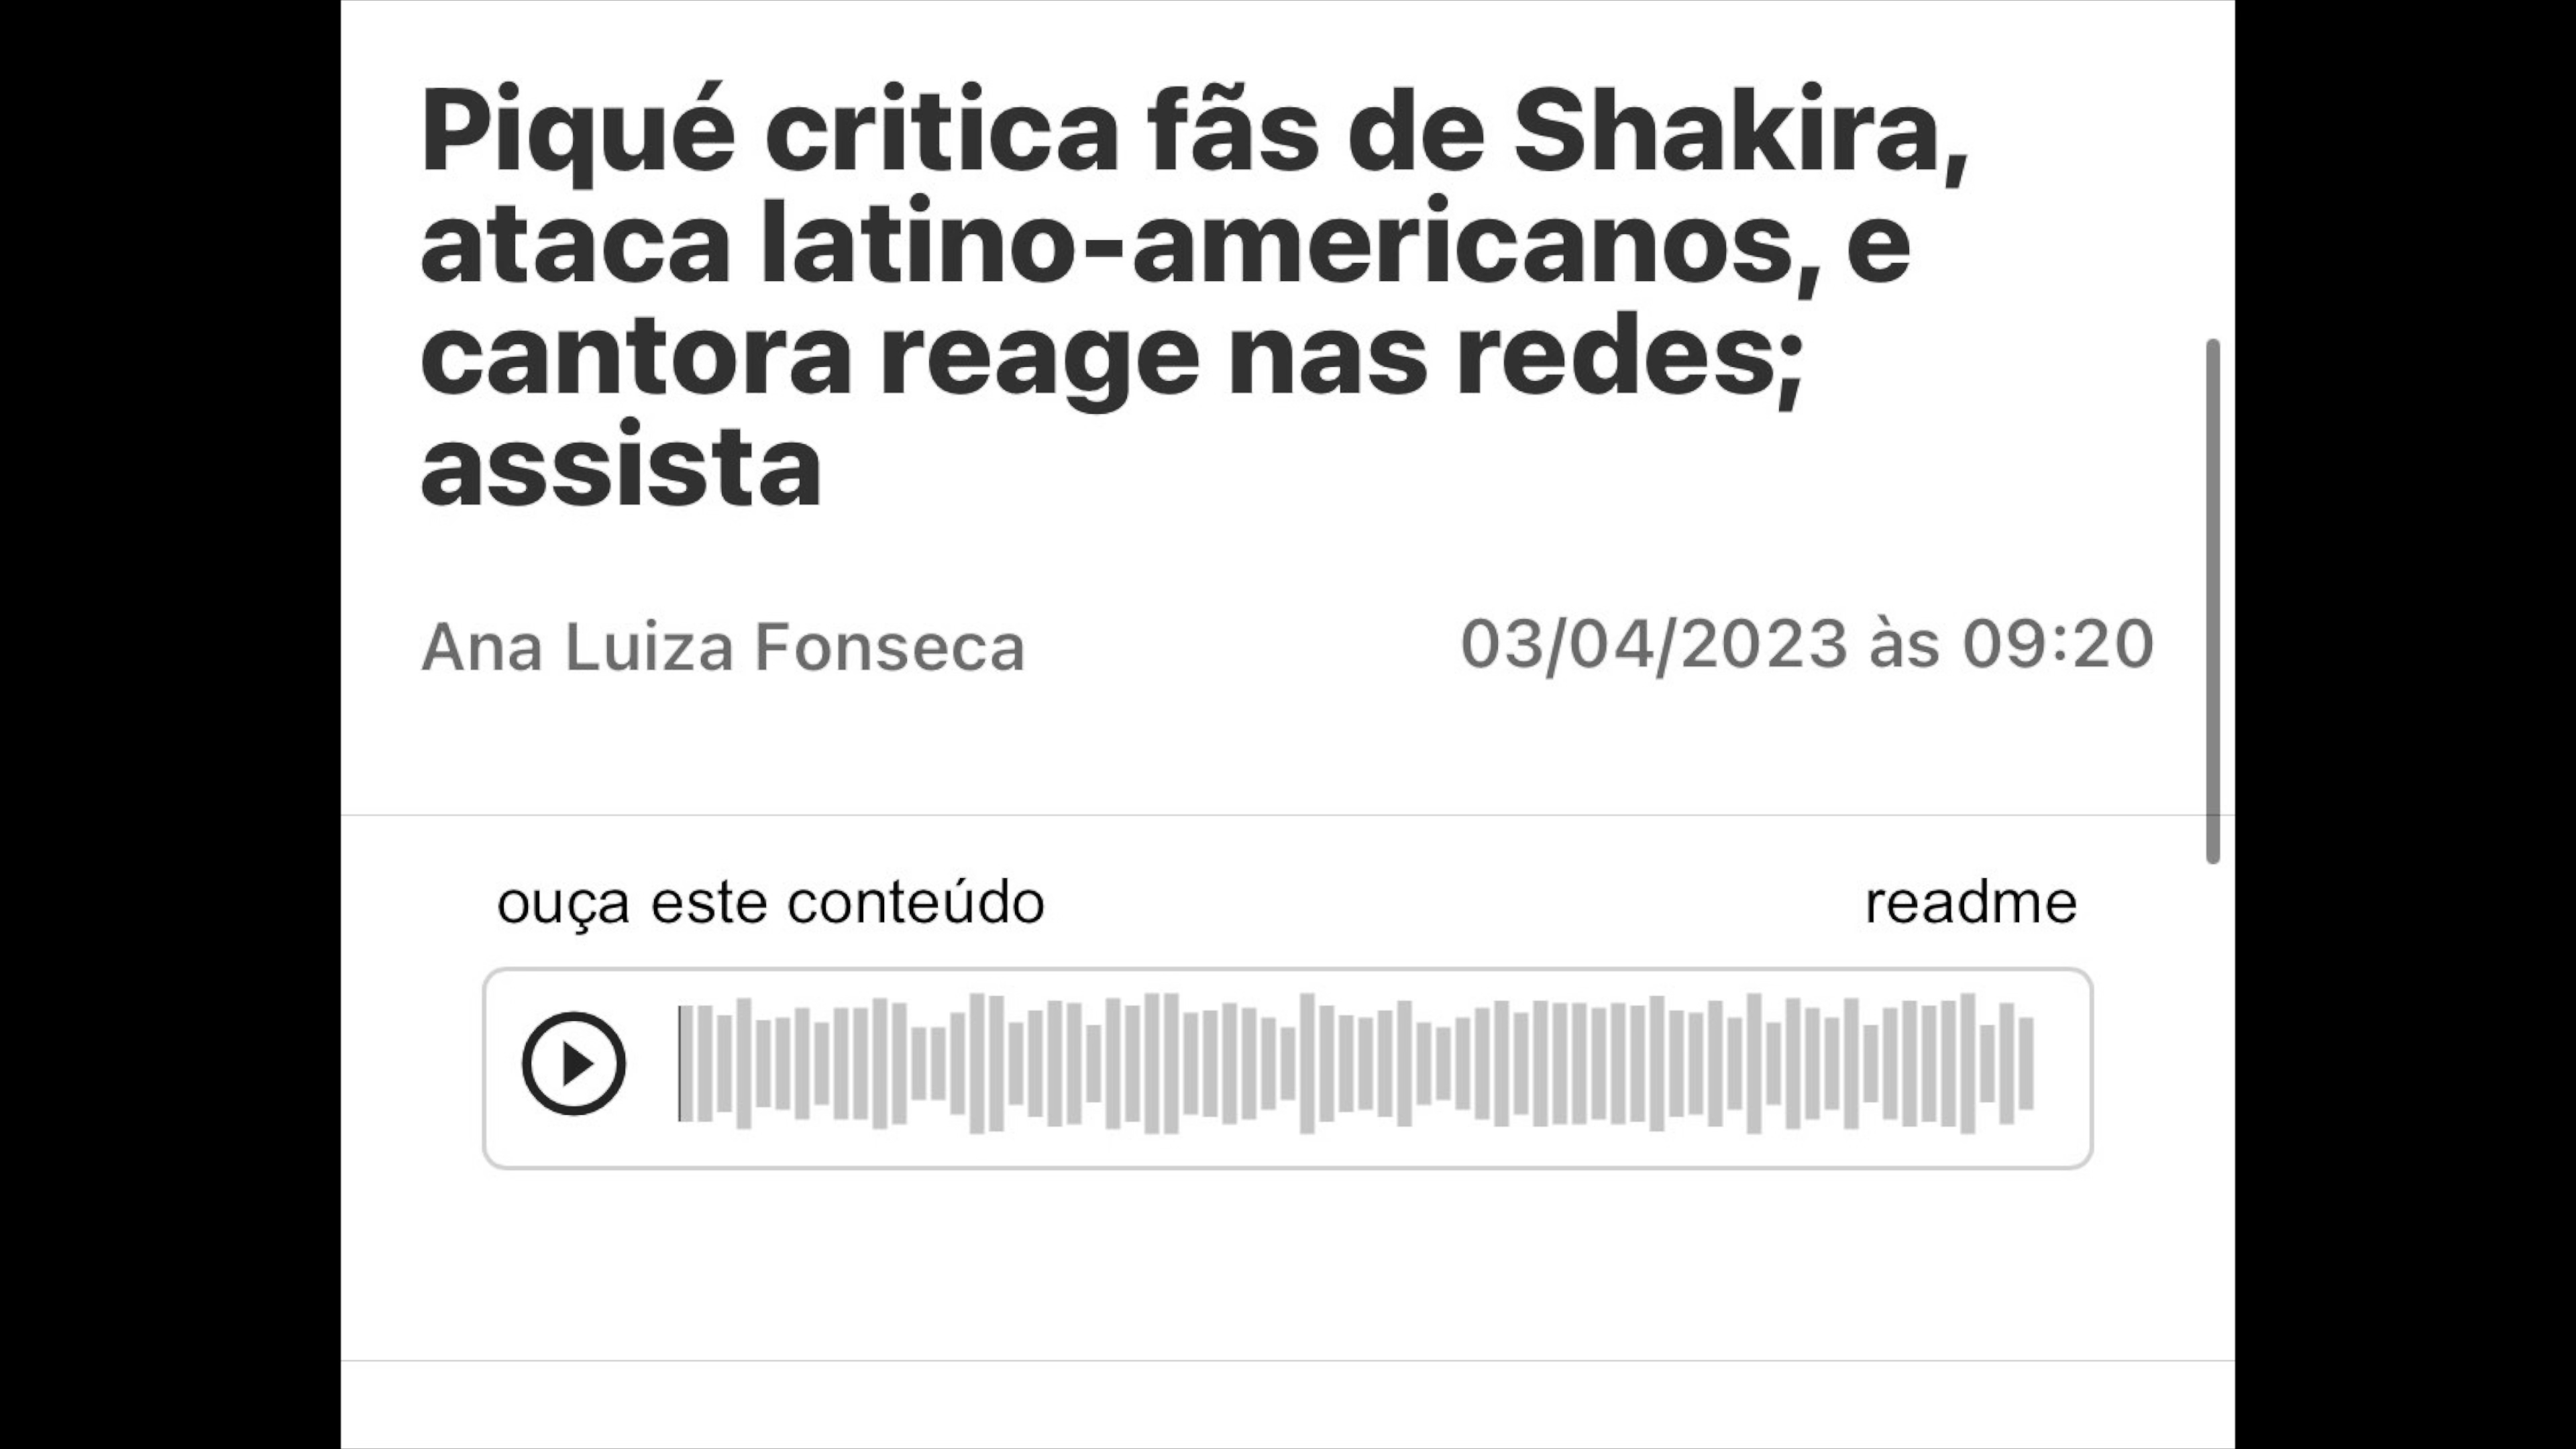 Piqué critica fãs de Shakira,
ataca latino-americanos, e
cantora reage nas redes;
assista
Ana Luiza Fonseca
03/04/2023 às 09:20
ouça este conteúdo
readme